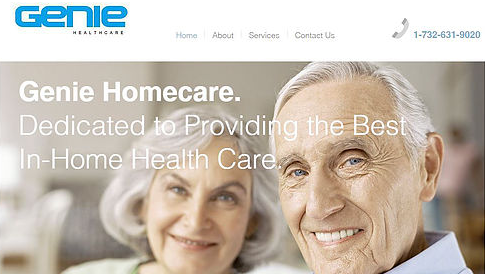 Genie
HEALTHCARE
Home About Services Contact Us
1-732-631-9020
Genie Homecare.
Dedicated to Providing the Best
In-Home Health Care.